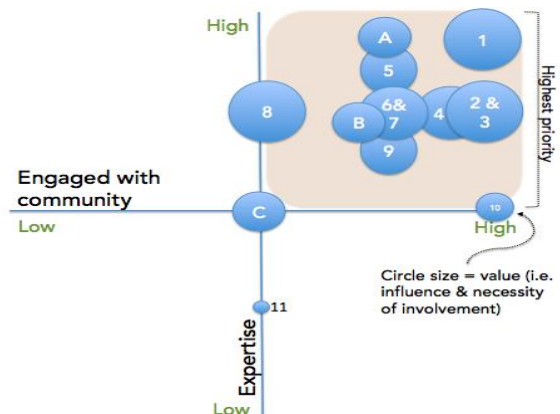 High
A
1
5
8
6&
7
B
4
2 &
3
9
Highest priority
Engaged with
community
C
10
Low
High
Circle size = value (i.e.
influence & necessity
of involvement)
11
Expertise
Low